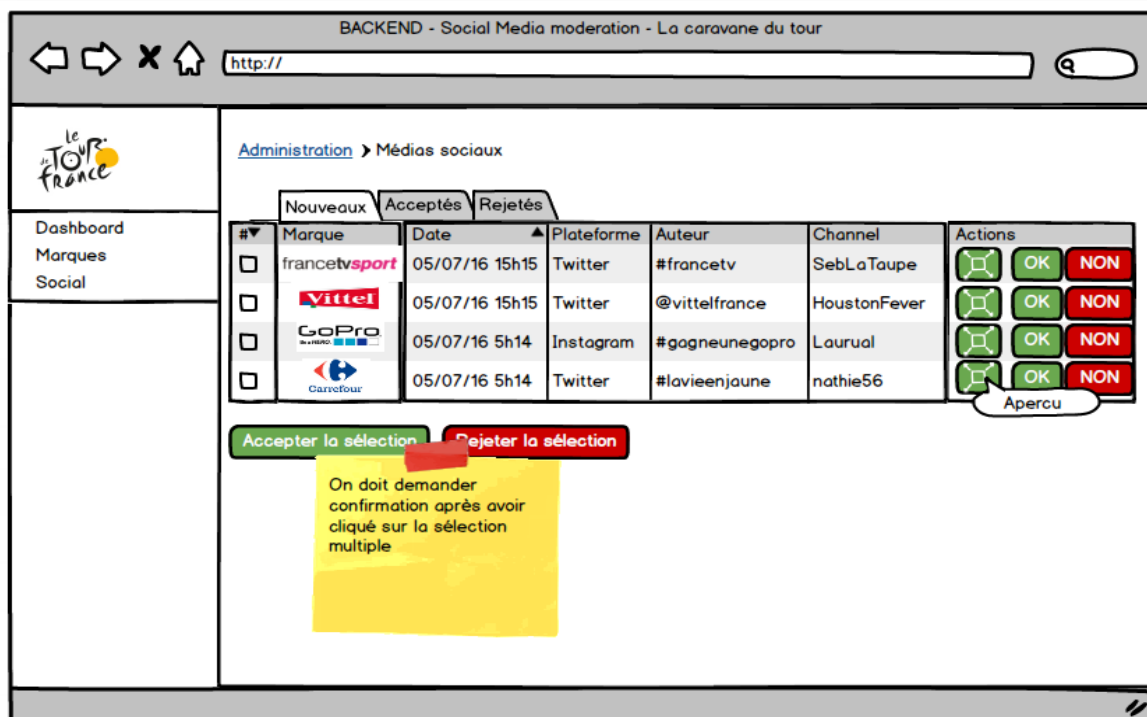 BACKEND - Social Media moderation - La caravane du tour
http://
le
de TOUR
france
Dashboard
Marques
Social
Administration > Médias sociaux
Nouveaux Acceptés Rejetés
# Marque Date Plateforme Auteur Channel Actions
francetvsport 05/07/16 15h15 Twitter #francetv SebLaTaupe OK NON
Vittel 05/07/16 15h15 Twitter @vittelfrance HoustonFever OK NON
GoPro 05/07/16 5h14 Instagram #gagneunegopro Laurual OK NON
Carrefour 05/07/16 5h14 Twitter #lavieenjaune nathie56 OK NON
Apercu
Accepter la sélection Rejeter la sélection
On doit demander
confirmation après avoir
cliqué sur la sélection
multiple